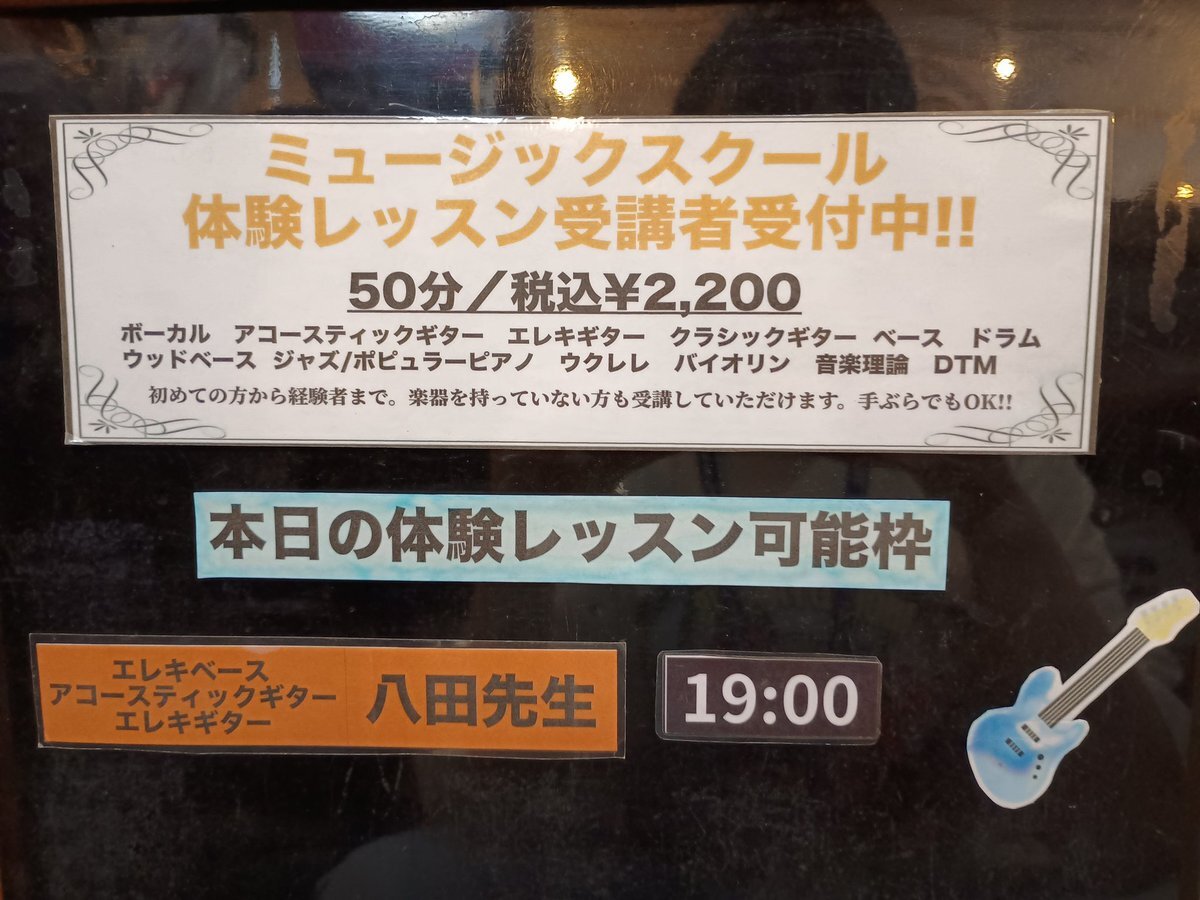 ミュージックスクール
体験レッスン受講者受付中!!
50分／税込¥2,200
ボーカル　アコースティックギター　エレキギター　クラシックギター ベース　ドラム
ウッドベース ジャズ/ポピュラーピアノ　ウクレレ　バイオリン　音楽理論　DTM
初めての方から経験者まで。楽器を持っていない方も受講していただけます。手ぶらでもOK!!
本日の体験レッスン可能枠
エレキベース
アコースティックギター
エレキギター
八田先生
19:00